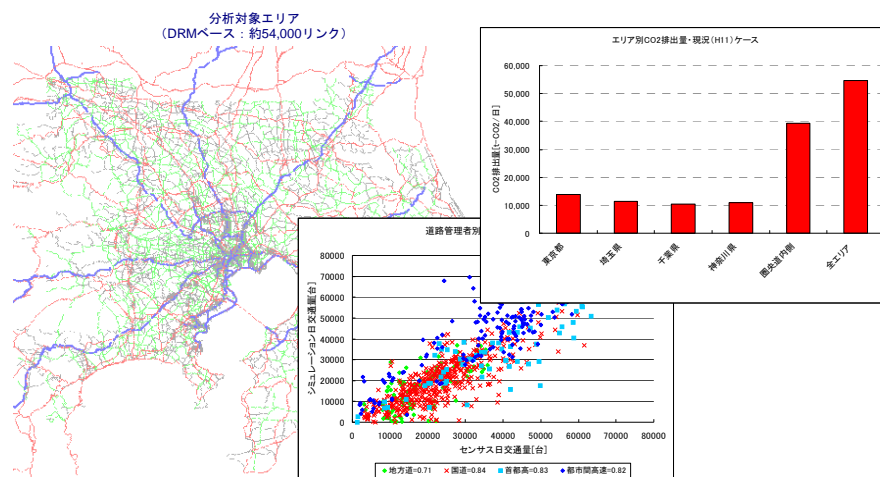 分析対象エリア
(DRMベース：約54,000リンク)
エリア別CO2排出量・現況(H11)ケース
CO2排出量[t-CO2/日]
60,000
50,000
40,000
30,000
20,000
10,000
0
東京都
埼玉県
千葉県
神奈川県
圏央道内側
全エリア
道路管理者別
シミュレーション日交通量[台]
80000
70000
60000
50000
40000
30000
20000
10000
0
0 10000 20000 30000 40000 50000 60000 70000 80000
センサス日交通量[台]
地方道=0.71 国道=0.84 首都高=0.83 都市間高速=0.82